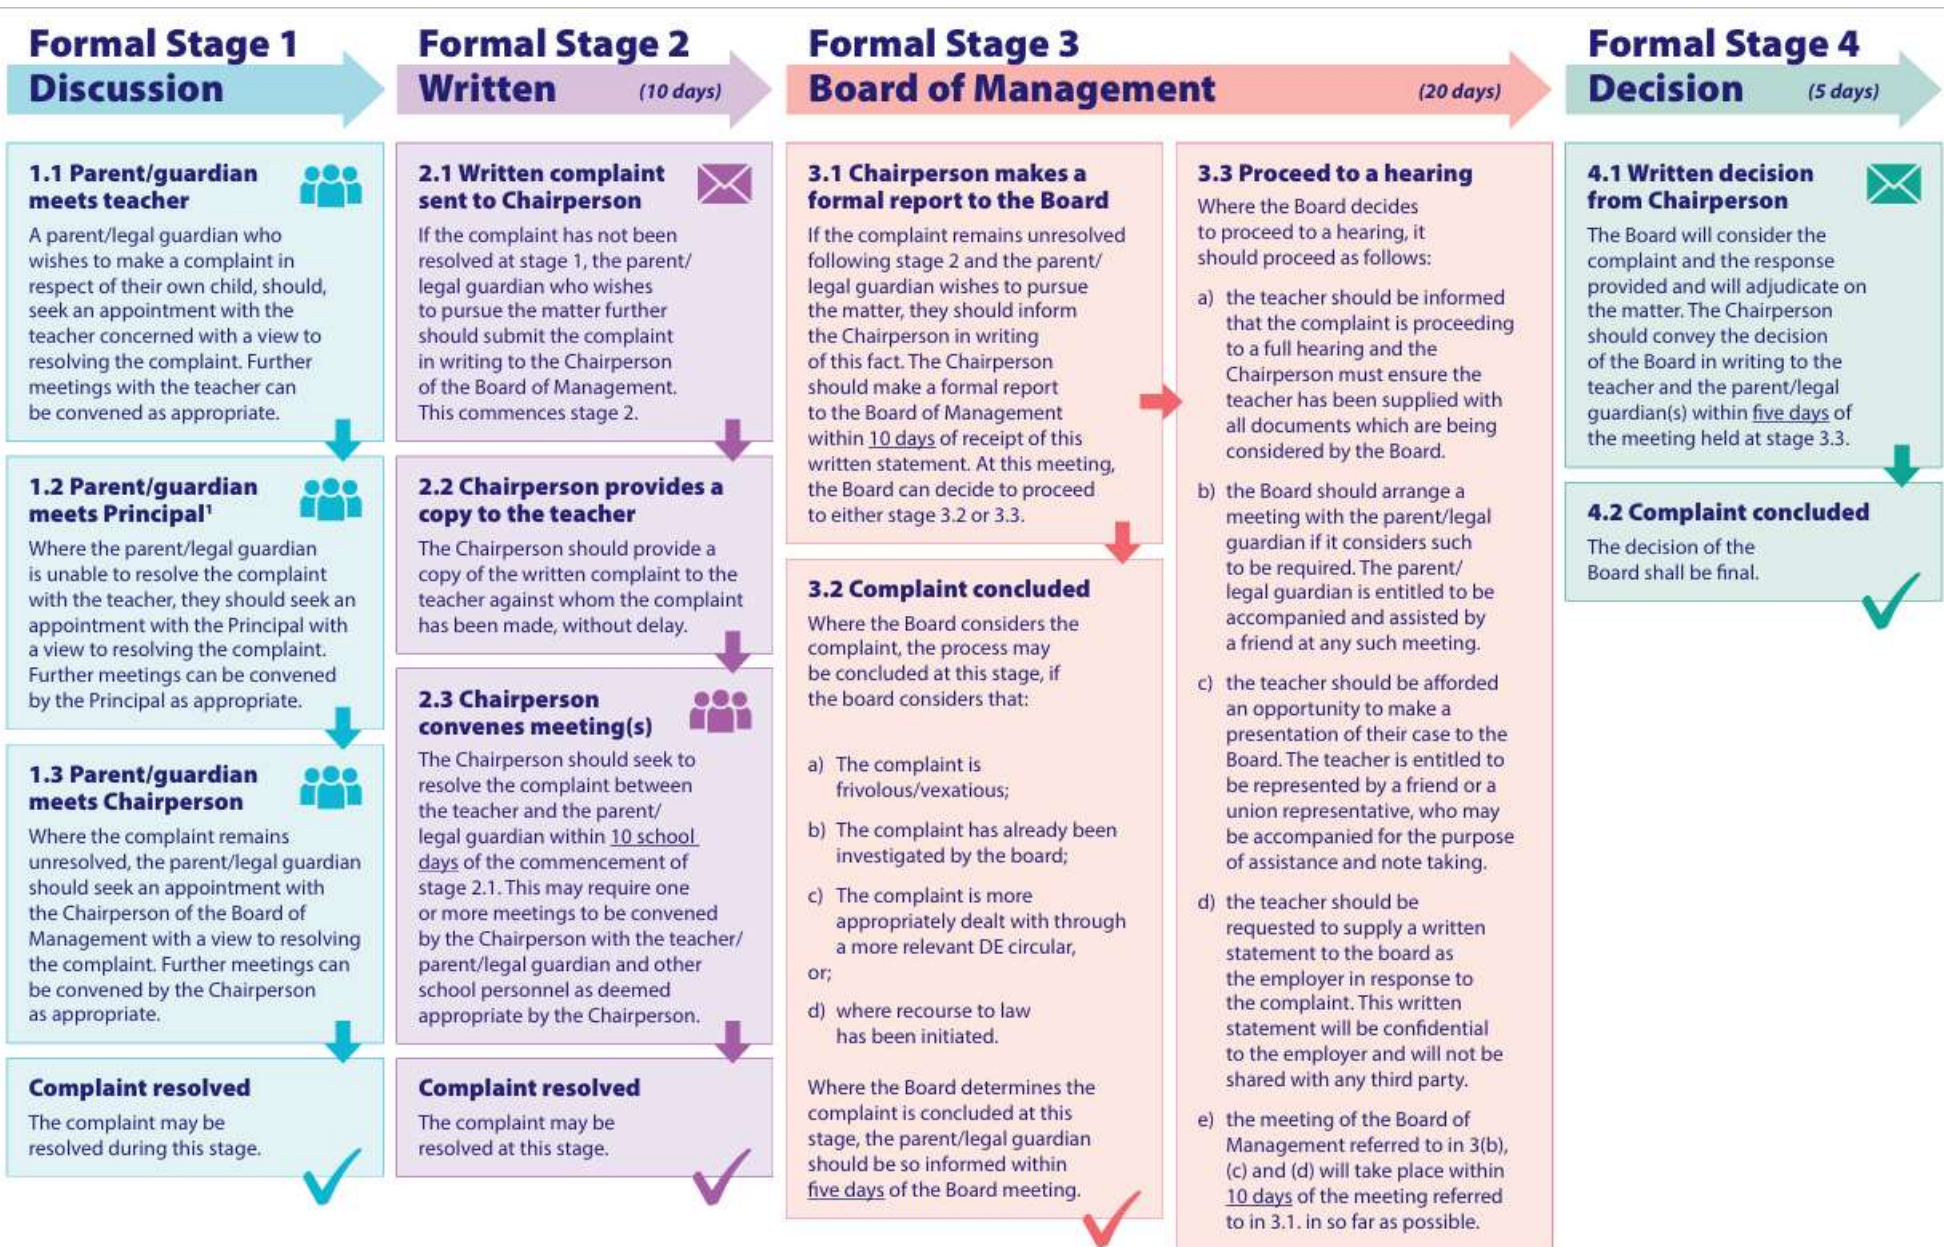 Formal Stage 1
Discussion
1.1 Parent/guardian
meets teacher
A parent/legal guardian who
wishes to make a complaint in
respect of their own child, should,
seek an appointment with the
teacher concerned with a view to
resolving the complaint. Further
meetings with the teacher can
be convened as appropriate.
1.2 Parent/guardian
meets Principal¹
Where the parent/legal guardian
is unable to resolve the complaint
with the teacher, they should seek an
appointment with the Principal with
a view to resolving the complaint.
Further meetings can be convened
by the Principal as appropriate.
1.3 Parent/guardian
meets Chairperson
Where the complaint remains
unresolved, the parent/legal guardian
should seek an appointment with
the Chairperson of the Board of
Management with a view to resolving
the complaint. Further meetings can
be convened by the Chairperson
as appropriate.
Complaint resolved
The complaint may be
resolved during this stage.
Formal Stage 2
Written (10 days)
2.1 Written complaint
sent to Chairperson
If the complaint has not been
resolved at stage 1, the parent/
legal guardian who wishes
to pursue the matter further
should submit the complaint
in writing to the Chairperson
of the Board of Management.
This commences stage 2.
2.2 Chairperson provides a
copy to the teacher
The Chairperson should provide a
copy of the written complaint to the
teacher against whom the complaint
has been made, without delay.
2.3 Chairperson
convenes meeting(s)
The Chairperson should seek to
resolve the complaint between
the teacher and the parent/
legal guardian within 10 school
days of the commencement of
stage 2.1. This may require one
or more meetings to be convened
by the Chairperson with the teacher/
parent/legal guardian and other
school personnel as deemed
appropriate by the Chairperson.
Complaint resolved
The complaint may be
resolved at this stage.
Formal Stage 3
Board of Management (20 days)
3.1 Chairperson makes a
formal report to the Board
If the complaint remains unresolved
following stage 2 and the parent/
legal guardian wishes to pursue
the matter, they should inform
the Chairperson in writing
of this fact. The Chairperson
should make a formal report
to the Board of Management
within 10 days of receipt of this
written statement. At this meeting,
the Board can decide to proceed
to either stage 3.2 or 3.3.
3.2 Complaint concluded
Where the Board considers the
complaint, the process may
be concluded at this stage, if
the board considers that:
a) The complaint is
frivolous/vexatious;
b) The complaint has already been
investigated by the board;
c) The complaint is more
appropriately dealt with through
a more relevant DE circular,
or;
d) where recourse to law
has been initiated.
Where the Board determines the
complaint is concluded at this
stage, the parent/legal guardian
should be so informed within
five days of the Board meeting.
3.3 Proceed to a hearing
Where the Board decides
to proceed to a hearing, it
should proceed as follows:
a) the teacher should be informed
that the complaint is proceeding
to a full hearing and the
Chairperson must ensure the
teacher has been supplied with
all documents which are being
considered by the Board.
b) the Board should arrange a
meeting with the parent/legal
guardian if it considers such
to be required. The parent/
legal guardian is entitled to be
accompanied and assisted by
a friend at any such meeting.
c) the teacher should be afforded
an opportunity to make a
presentation of their case to the
Board. The teacher is entitled to
be represented by a friend or a
union representative, who may
be accompanied for the purpose
of assistance and note taking.
d) the teacher should be
requested to supply a written
statement to the board as
the employer in response to
the complaint. This written
statement will be confidential
to the employer and will not be
shared with any third party.
e) the meeting of the Board of
Management referred to in 3(b),
(c) and (d) will take place within
10 days of the meeting referred
to in 3.1. in so far as possible.
Formal Stage 4
Decision (5 days)
4.1 Written decision
from Chairperson
The Board will consider the
complaint and the response
provided and will adjudicate on
the matter. The Chairperson
should convey the decision
of the Board in writing to the
teacher and the parent/legal
guardian(s) within five days of
the meeting held at stage 3.3.
4.2 Complaint concluded
The decision of the
Board shall be final.